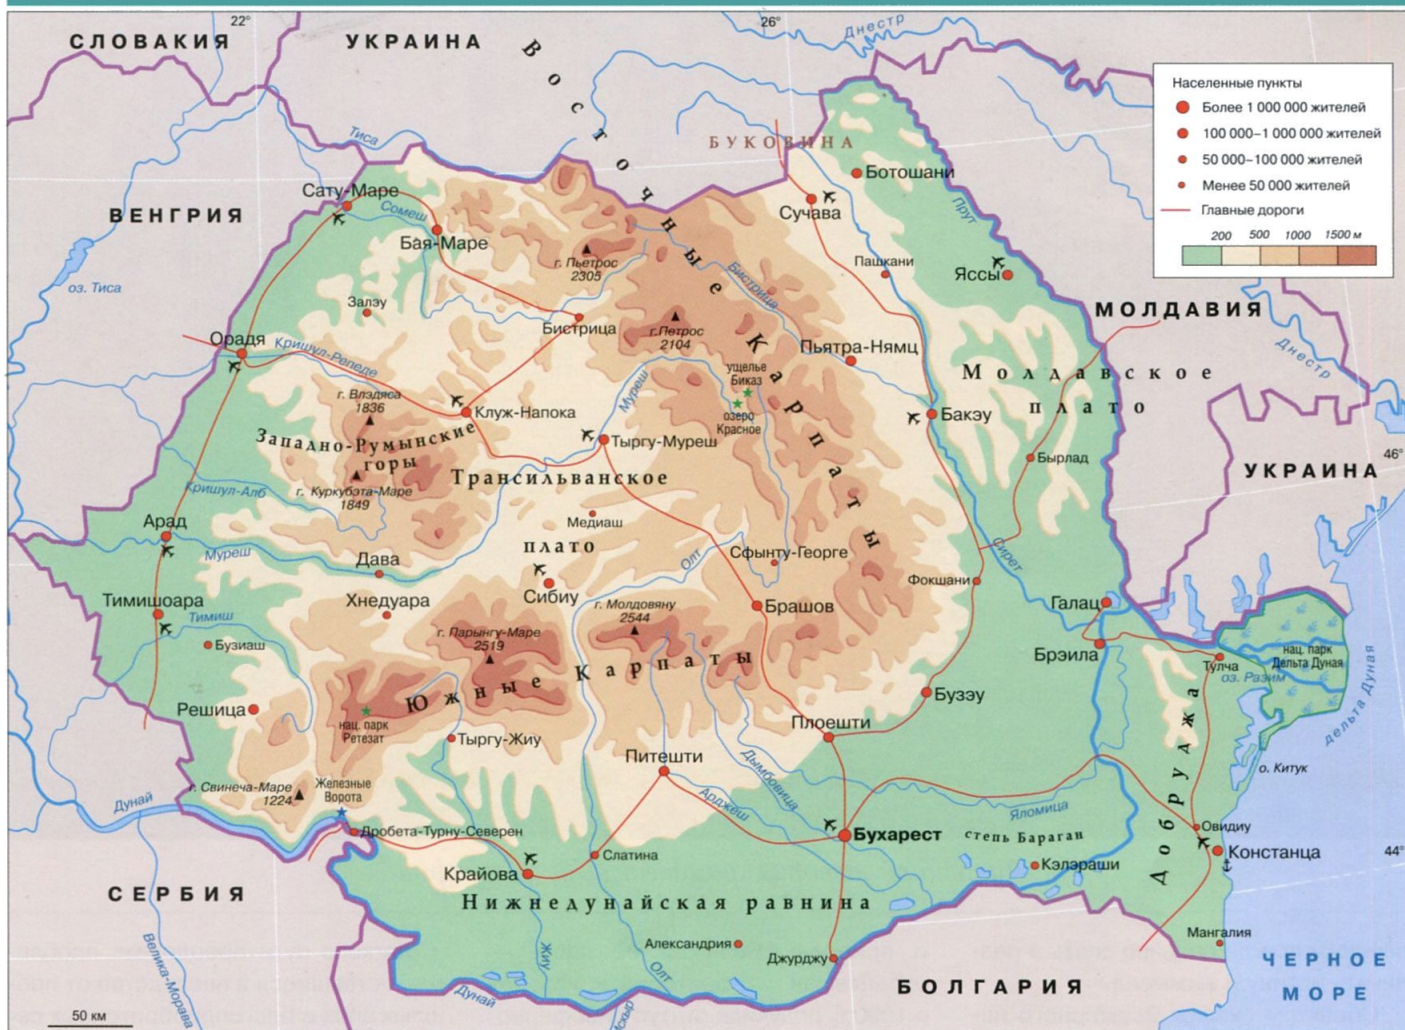 22°
26°
СЛОВАКИЯ
УКРАИНА
Восточные Карпаты
Днестр
Населенные пункты
Более 1 000 000 жителей
100 000–1 000 000 жителей
50 000–100 000 жителей
Менее 50 000 жителей
Главные дороги
200 500 1000 1500 м
Тиса
БУКОВИНА
Ботошани
Сату-Маре
Сучава
Прут
ВЕНГРИЯ
Сомеш
Бая-Маре
г. Пьетрос
2305
Пашкани
Яссы
оз. Тиса
Бистрица
Залэу
МОЛДАВИЯ
Бистрица
г.Петрос
2104
Орадя
Кришул-Репеде
Пьятра-Нямц
Днестр
ущелье
Биказ
Молдавское
плато
Муреш
г. Влэдяса
1836
озеро
Красное
Клуж-Напока
Бакэу
Западно-Румынские
горы
Тыргу-Муреш
46°
Бырлад
УКРАИНА
Трансильванское
плато
Кришул-Алб
г. Куркубэта-Маре
1849
Медиаш
Арад
Муреш
Дава
Олт
Сфынту-Георге
Сирет
Фокшани
Тимишоара
Хнедуара
Сибиу
г. Молдовяну
2544
Брашов
Галац
Тимиш
Бузиаш
г. Парынгу-Маре
2519
Брэила
Тулча
нац. парк
Дельта Дуная
оз. Разим
Южные Карпаты
Решица
нац. парк
Ретезат
Бузэу
дельта Дуная
Тыргу-Жиу
Плоешти
Питешти
г. Свинеча-Маре
1224
Железные
Ворота
Дымбовица
о. Китук
Дунай
Арджеш
Яломица
Добруджа
Дробета-Турну-Северен
Бухарест
степь Бараган
Овидиу
Слатина
Констанца
44°
Крайова
Кэлэраши
СЕРБИЯ
Нижнедунайская равнина
Велика-Морава
Жиу
Олт
Александрия
Джурджу
Мангалия
ЧЕРНОЕ
МОРЕ
Дунай
БОЛГАРИЯ
Искыр
50 км